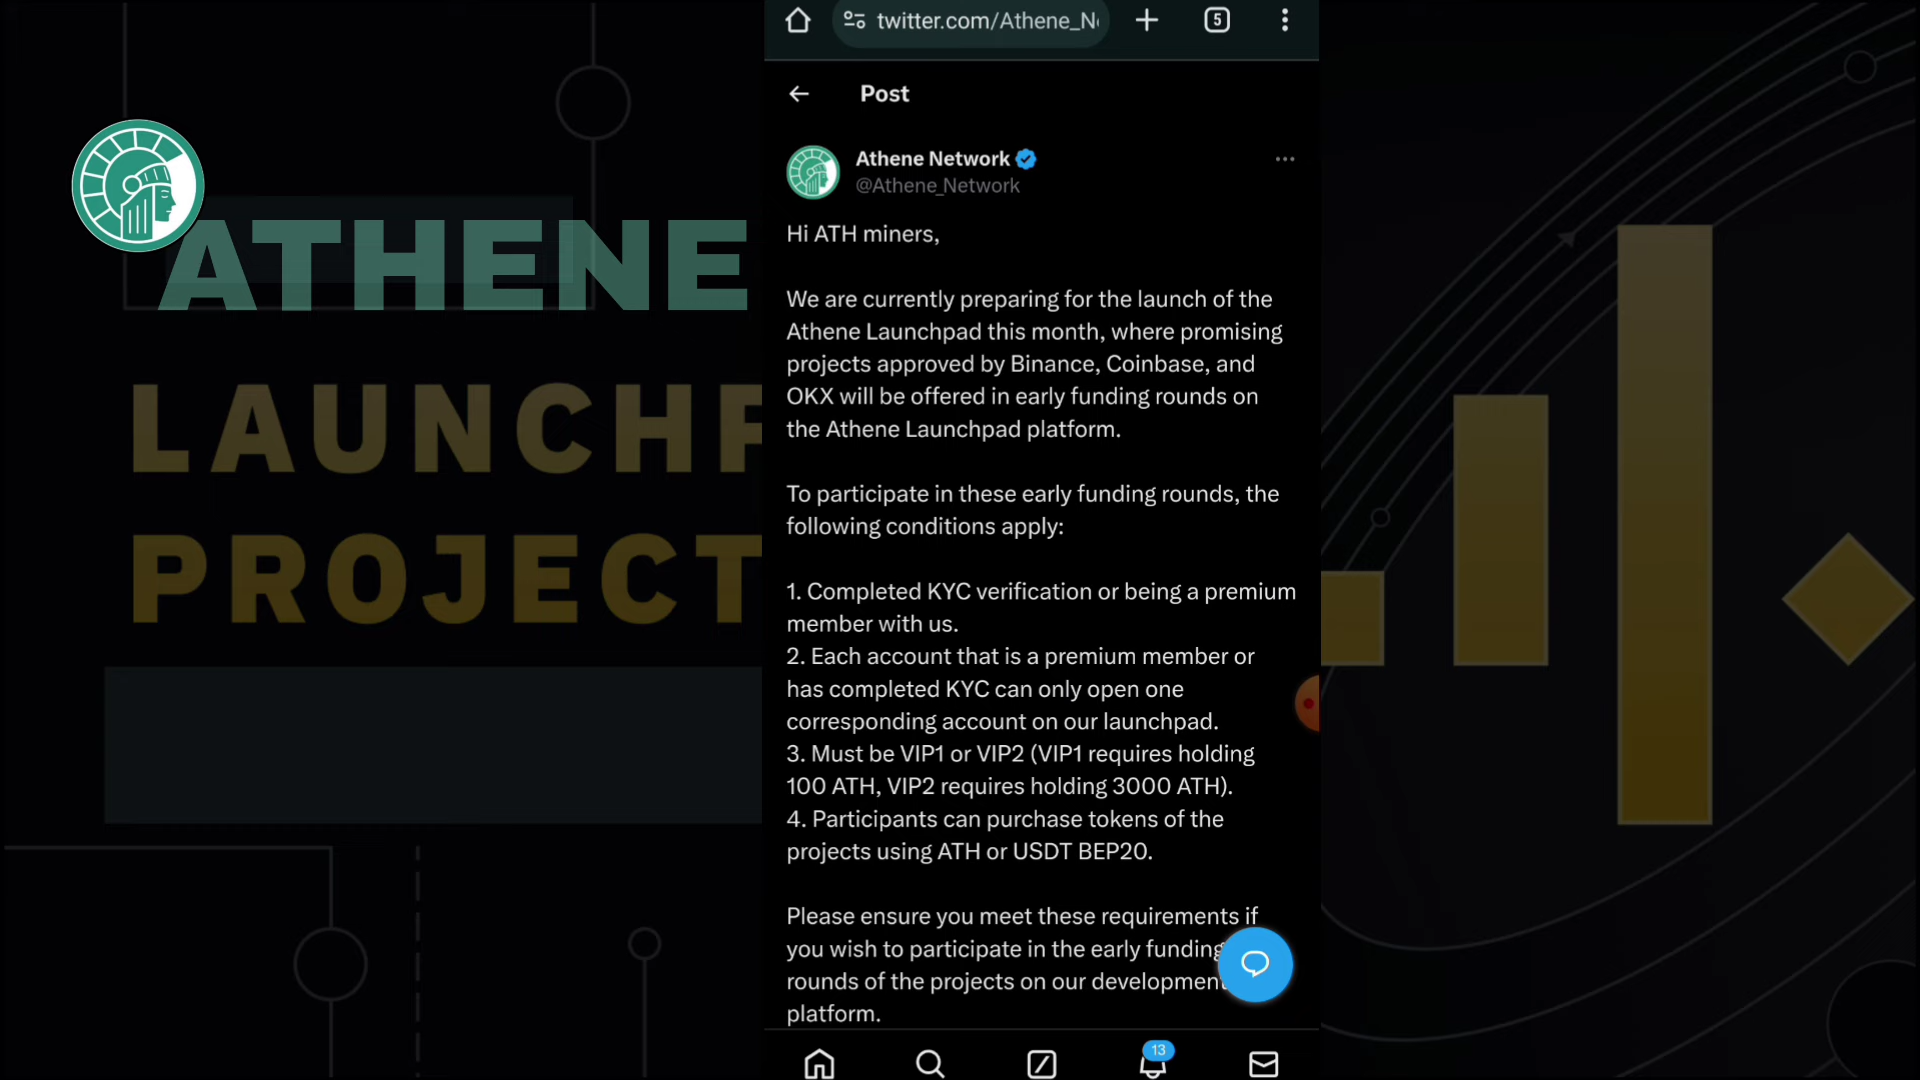 twitter.com/Athene_N
5
Post
Athene Network
@Athene_Network
Hi ATH miners,
We are currently preparing for the launch of the
Athene Launchpad this month, where promising
projects approved by Binance, Coinbase, and
OKX will be offered in early funding rounds on
the Athene Launchpad platform.
To participate in these early funding rounds, the
following conditions apply:
1. Completed KYC verification or being a premium
member with us.
2. Each account that is a premium member or
has completed KYC can only open one
corresponding account on our launchpad.
3. Must be VIP1 or VIP2 (VIP1 requires holding
100 ATH, VIP2 requires holding 3000 ATH).
4. Participants can purchase tokens of the
projects using ATH or USDT BEP20.
Please ensure you meet these requirements if
you wish to participate in the early funding
rounds of the projects on our development
platform.
13
ATHENE
LAUNCHP
PROJECT